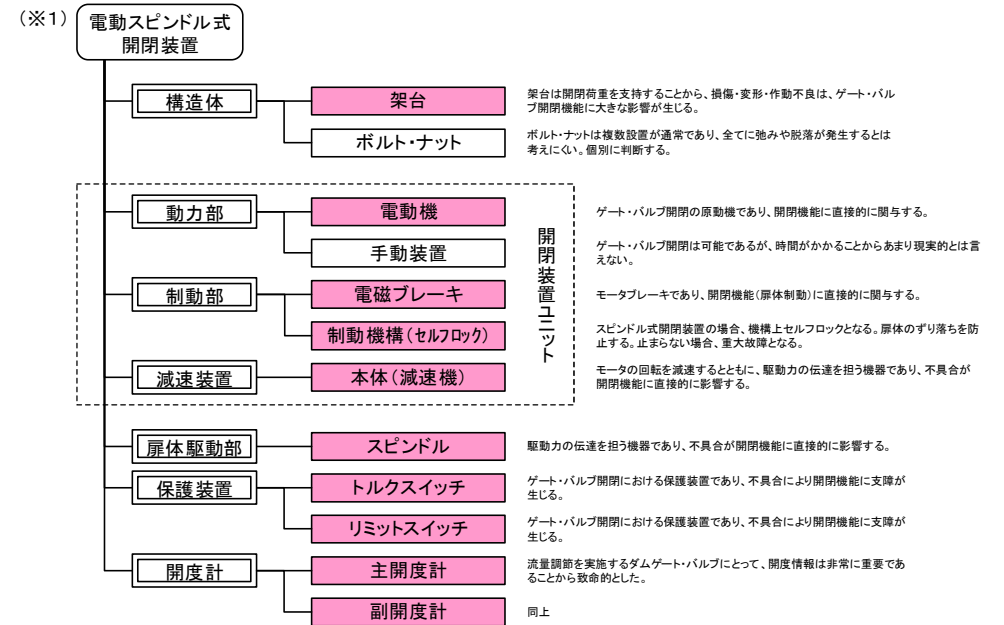 (※1)
電動スピンドル式
開閉装置
構造体
架台
架台は開閉荷重を支持することから、損傷・変形・作動不良は、ゲート・バル
ブ開閉機能に大きな影響が生じる。
ボルト・ナット
ボルト・ナットは複数設置が通常であり、全てに弛みや脱落が発生するとは
考えにくい。個別に判断する。
動力部
電動機
ゲート・バルブ開閉の原動機であり、開閉機能に直接的に関与する。
手動装置
ゲート・バルブ開閉は可能であるが、時間がかかることからあまり現実的とは言
えない。
開閉装置ユニット
制動部
電磁ブレーキ
モータブレーキであり、開閉機能(扉体制動)に直接的に関与する。
制動機構(セルフロック)
スピンドル式開閉装置の場合、機構上セルフロックとなる。扉体のずり落ちを防
止する。止まらない場合、重大故障となる。
減速装置
本体(減速機)
モータの回転を減速するとともに、駆動力の伝達を担う機器であり、不具合が
開閉機能に直接的に影響する。
扉体駆動部
スピンドル
駆動力の伝達を担う機器であり、不具合が開閉機能に直接的に影響する。
保護装置
トルクスイッチ
ゲート・バルブ開閉における保護装置であり、不具合により開閉機能に支障が
生じる。
リミットスイッチ
ゲート・バルブ開閉における保護装置であり、不具合により開閉機能に支障が
生じる。
開度計
主開度計
流量調節を実施するダムゲート・バルブにとって、開度情報は非常に重要であ
ることから致命的とした。
副開度計
同上